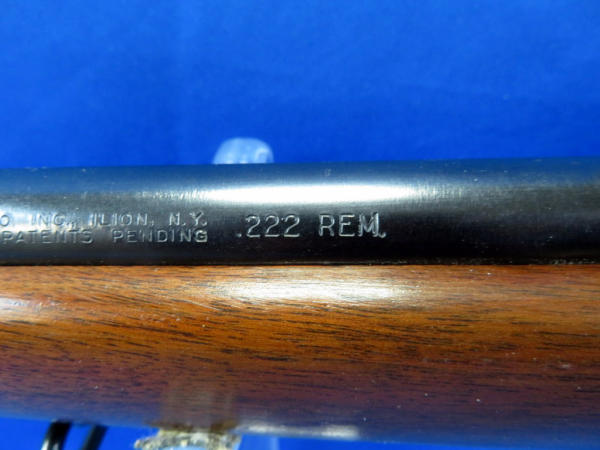 O INC. ILION, N.Y.
PATENTS PENDING
.222 REM.